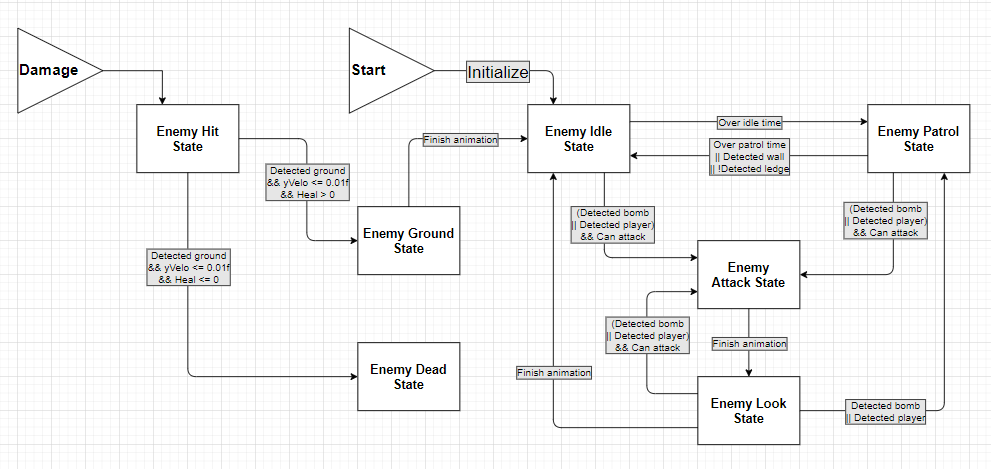 Damage
Start
Initialize
Enemy Hit
State
Enemy Idle
State
Enemy Patrol
State
Over idle time
Finish animation
Over patrol time
|| Detected wall
|| !Detected ledge
Detected ground
&& yVelo <= 0.01f
&& Heal > 0
Enemy Ground
State
(Detected bomb
|| Detected player)
&& Can attack
(Detected bomb
|| Detected player)
&& Can attack
Detected ground
&& yVelo <= 0.01f
&& Heal <= 0
Enemy
Attack State
(Detected bomb
|| Detected player)
&& Can attack
Finish animation
Enemy Dead
State
Finish animation
Enemy Look
State
Detected bomb
|| Detected player